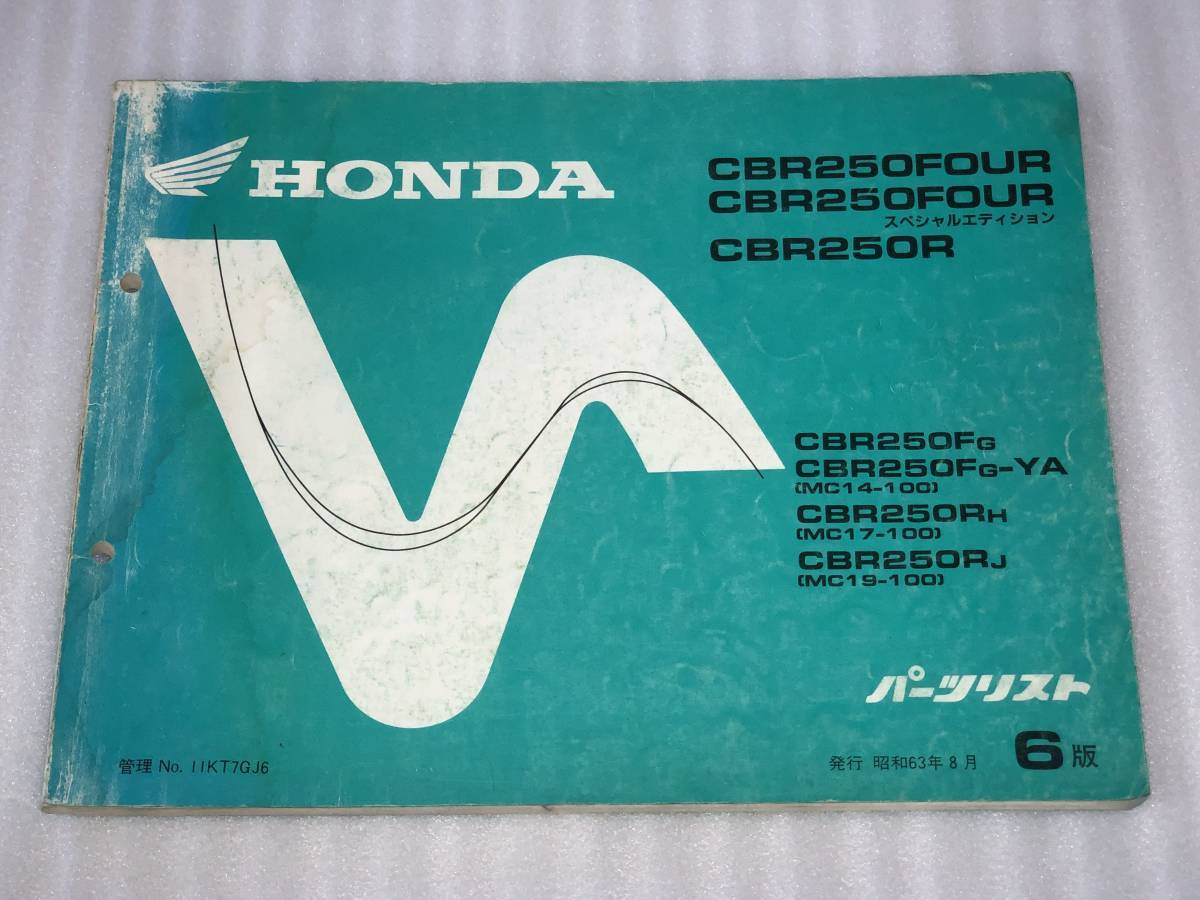 HONDA
CBR250FOUR
CBR250FOUR
スペシャルエディション
CBR250R
CBR250FG
CBR250FG-YA
(MC14-100)
CBR250RH
(MC17-100)
CBR250RJ
(MC19-100)
パーツリスト
管理 No. 11KT7GJ6
発行 昭和63年8月 6版